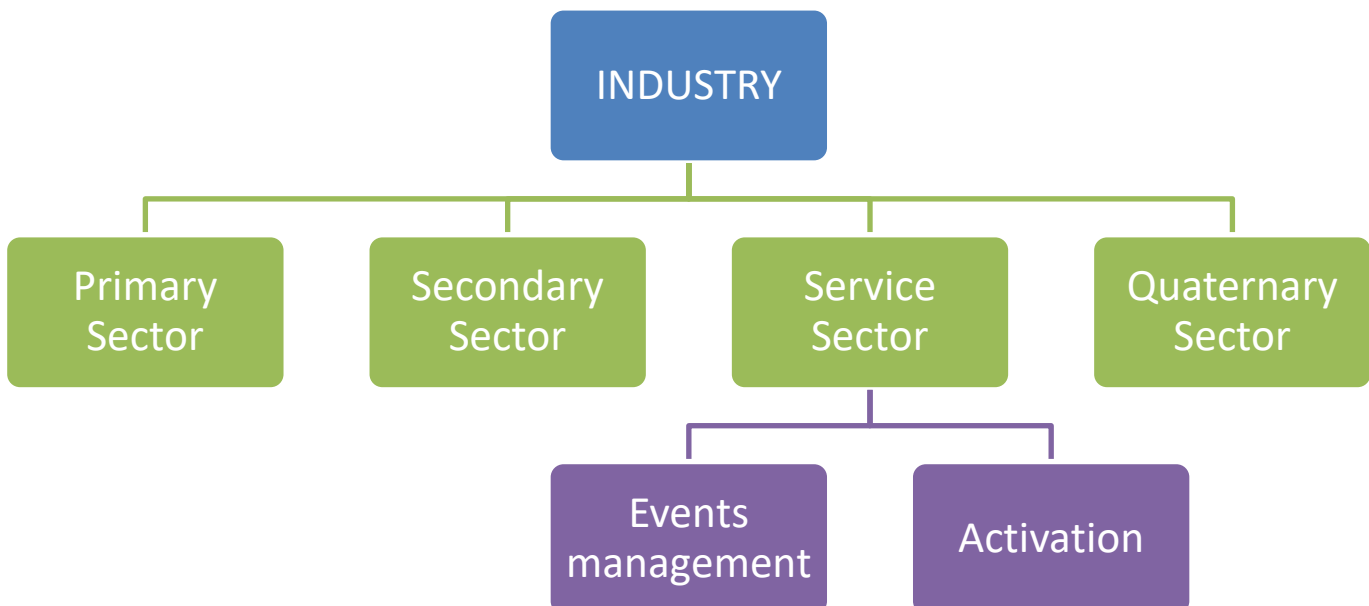 INDUSTRY
Primary
Sector
Secondary
Sector
Service
Sector
Quaternary
Sector
Events
management
Activation